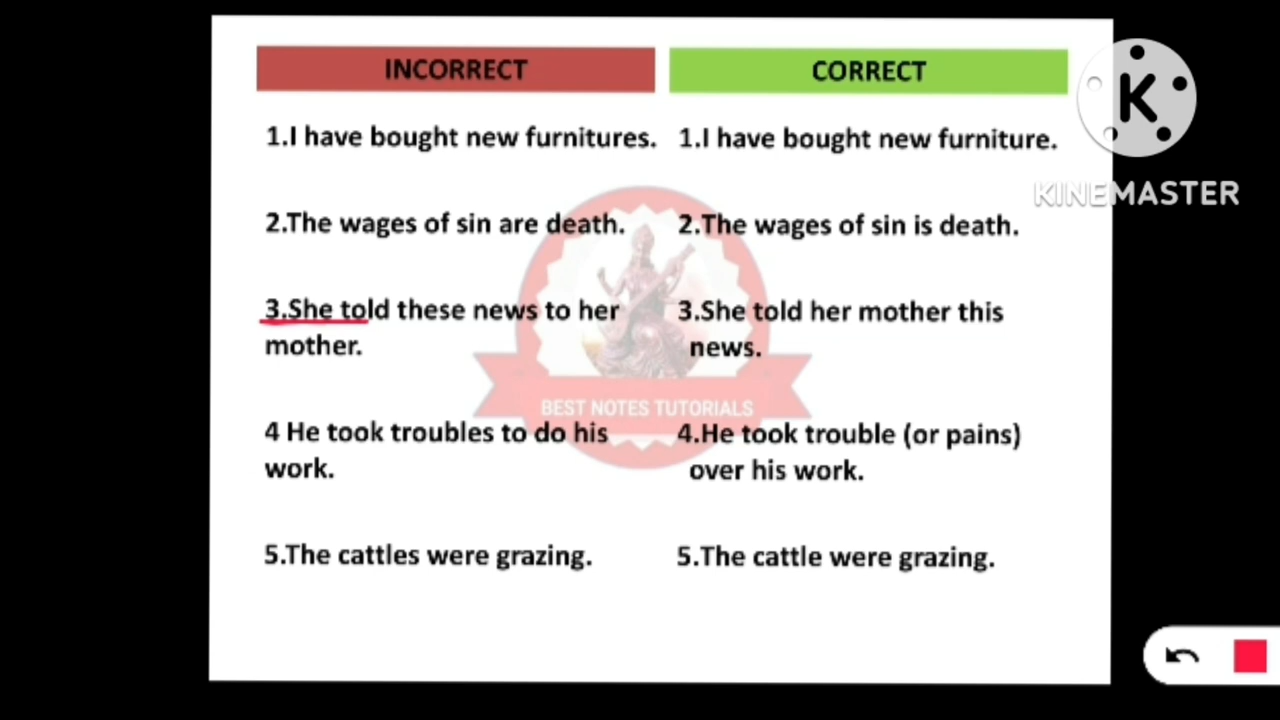 INCORRECT
CORRECT
1.I have bought new furnitures.
1.I have bought new furniture.
2.The wages of sin are death.
2.The wages of sin is death.
3.She told these news to her
mother.
3.She told her mother this
news.
4 He took troubles to do his
work.
4.He took trouble (or pains)
over his work.
5.The cattles were grazing.
5.The cattle were grazing.
BEST NOTES TUTORIALS
K
KINEMASTER